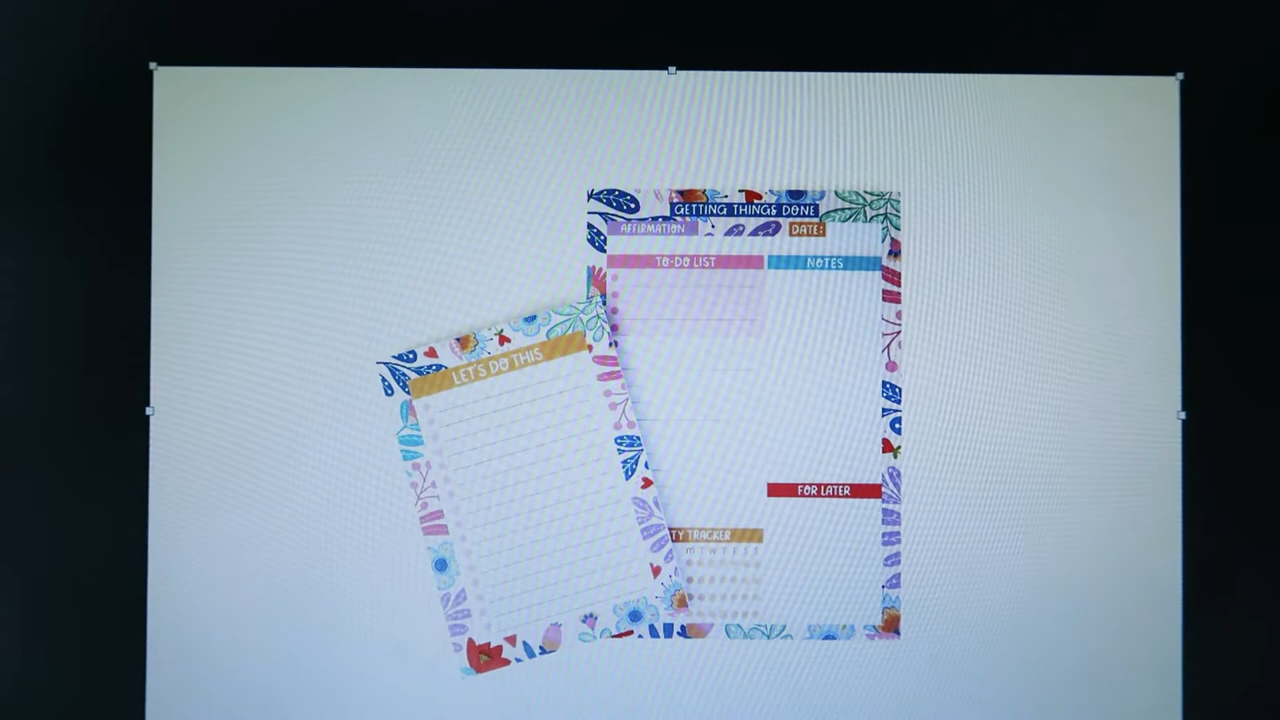 GETTING THINGS DONE
AFFIRMATION
DATE:
TO-DO LIST
NOTES
LET'S DO THIS
FOR LATER
TRACKER
M T W T F S S